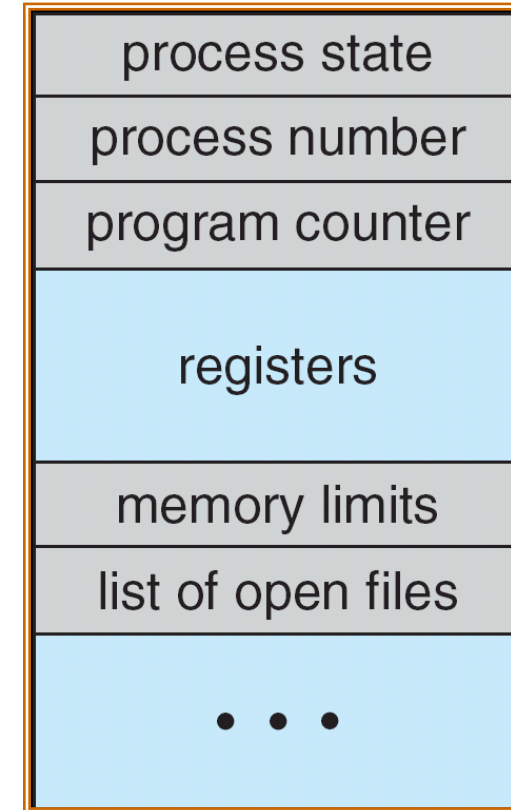 process state
process number
program counter
registers
memory limits
list of open files
• • •